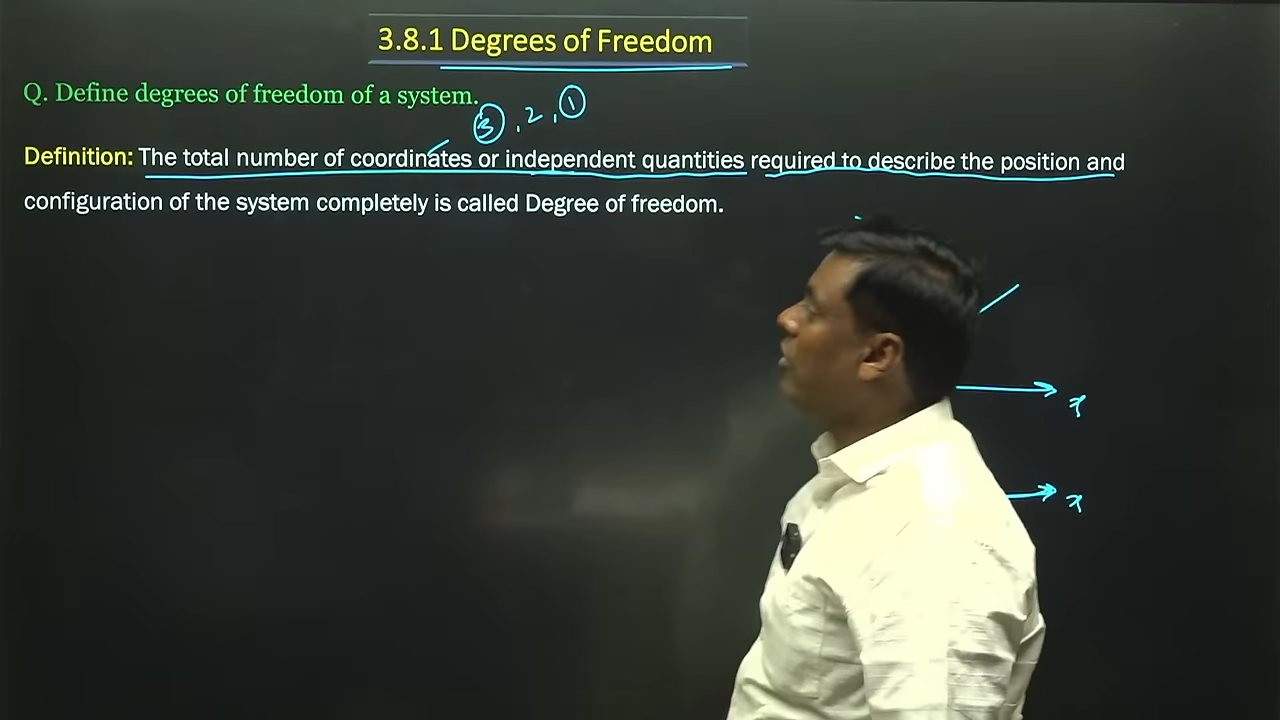 3.8.1 Degrees of Freedom
Q. Define degrees of freedom of a system.
3, 2, 1
Definition: The total number of coordinates or independent quantities required to describe the position and
configuration of the system completely is called Degree of freedom.
x
x